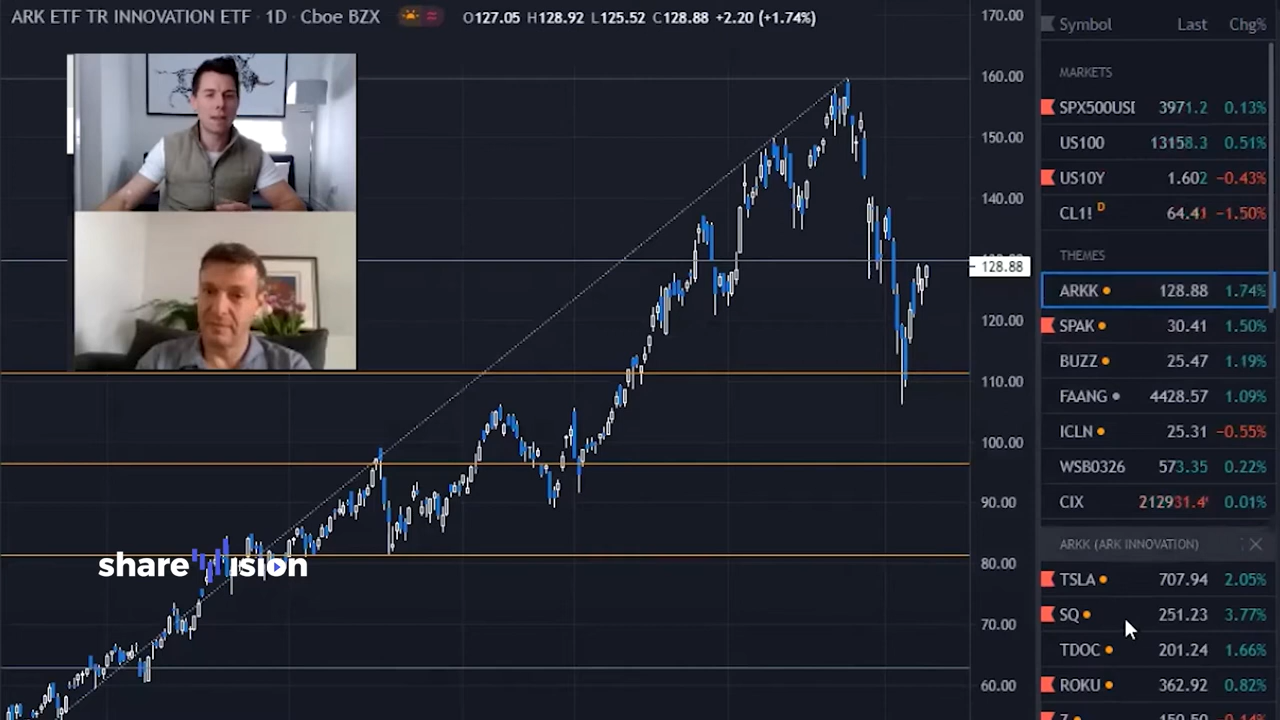 ARK ETF TR INNOVATION ETF · 1D · Cboe BZX O127.05 H128.92 L125.52 C128.88 +2.20 (+1.74%)
170.00
160.00
150.00
140.00
128.88
120.00
110.00
100.00
90.00
80.00
70.00
60.00
share ision
Symbol Last Chg%
MARKETS
SPX500USD 3971.2 0.13%
US100 13158.3 0.51%
US10Y 1.602 −0.43%
CL1! D 64.41 −1.50%
THEMES
ARKK 128.88 1.74%
SPAK 30.41 1.50%
BUZZ 25.47 1.19%
FAANG 4428.57 1.09%
ICLN 25.31 −0.55%
WSB0326 573.35 0.22%
CIX 212931.4 0.01%
ARKK (ARK INNOVATION)
TSLA 707.94 2.05%
SQ 251.23 3.77%
TDOC 201.24 1.66%
ROKU 362.92 0.82%